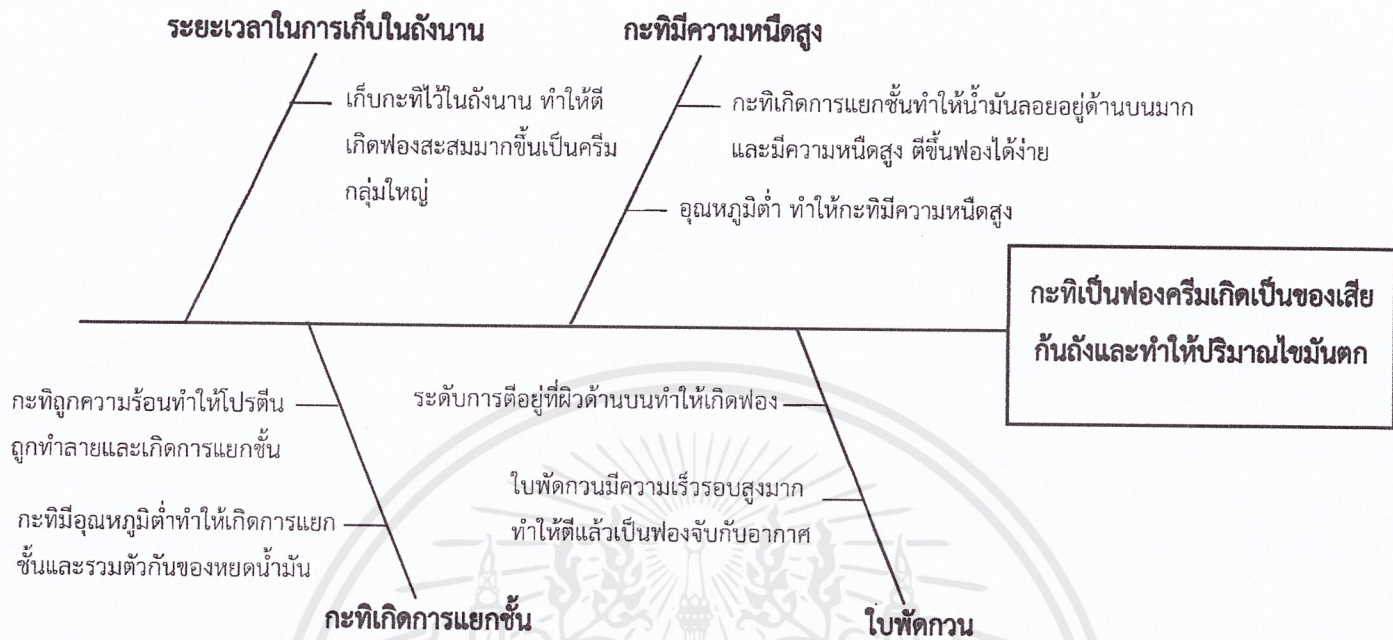 ระยะเวลาในการเก็บในถังนาน
กะทิมีความหนืดสูง
เก็บกะทิไว้ในถังนาน ทำให้ตี
เกิดฟองสะสมมากขึ้นเป็นครีม
กลุ่มใหญ่
กะทิเกิดการแยกชั้นทำให้น้ำมันลอยอยู่ด้านบนมาก
และมีความหนืดสูง ตีขึ้นฟองได้ง่าย
อุณหภูมิต่ำ ทำให้กะทิมีความหนืดสูง
กะทิเป็นฟองครีมเกิดเป็นของเสีย
ก้นถังและทำให้ปริมาณไขมันตก
กะทิถูกความร้อนทำให้โปรตีน
ถูกทำลายและเกิดการแยกชั้น
กะทิมีอุณหภูมิต่ำทำให้เกิดการแยก
ชั้นและรวมตัวกันของหยดน้ำมัน
กะทิเกิดการแยกชั้น
ระดับการตีอยู่ที่ผิวด้านบนทำให้เกิดฟอง
ใบพัดกวนมีความเร็วรอบสูงมาก
ทำให้ตีแล้วเป็นฟองจับกับอากาศ
ใบพัดกวน